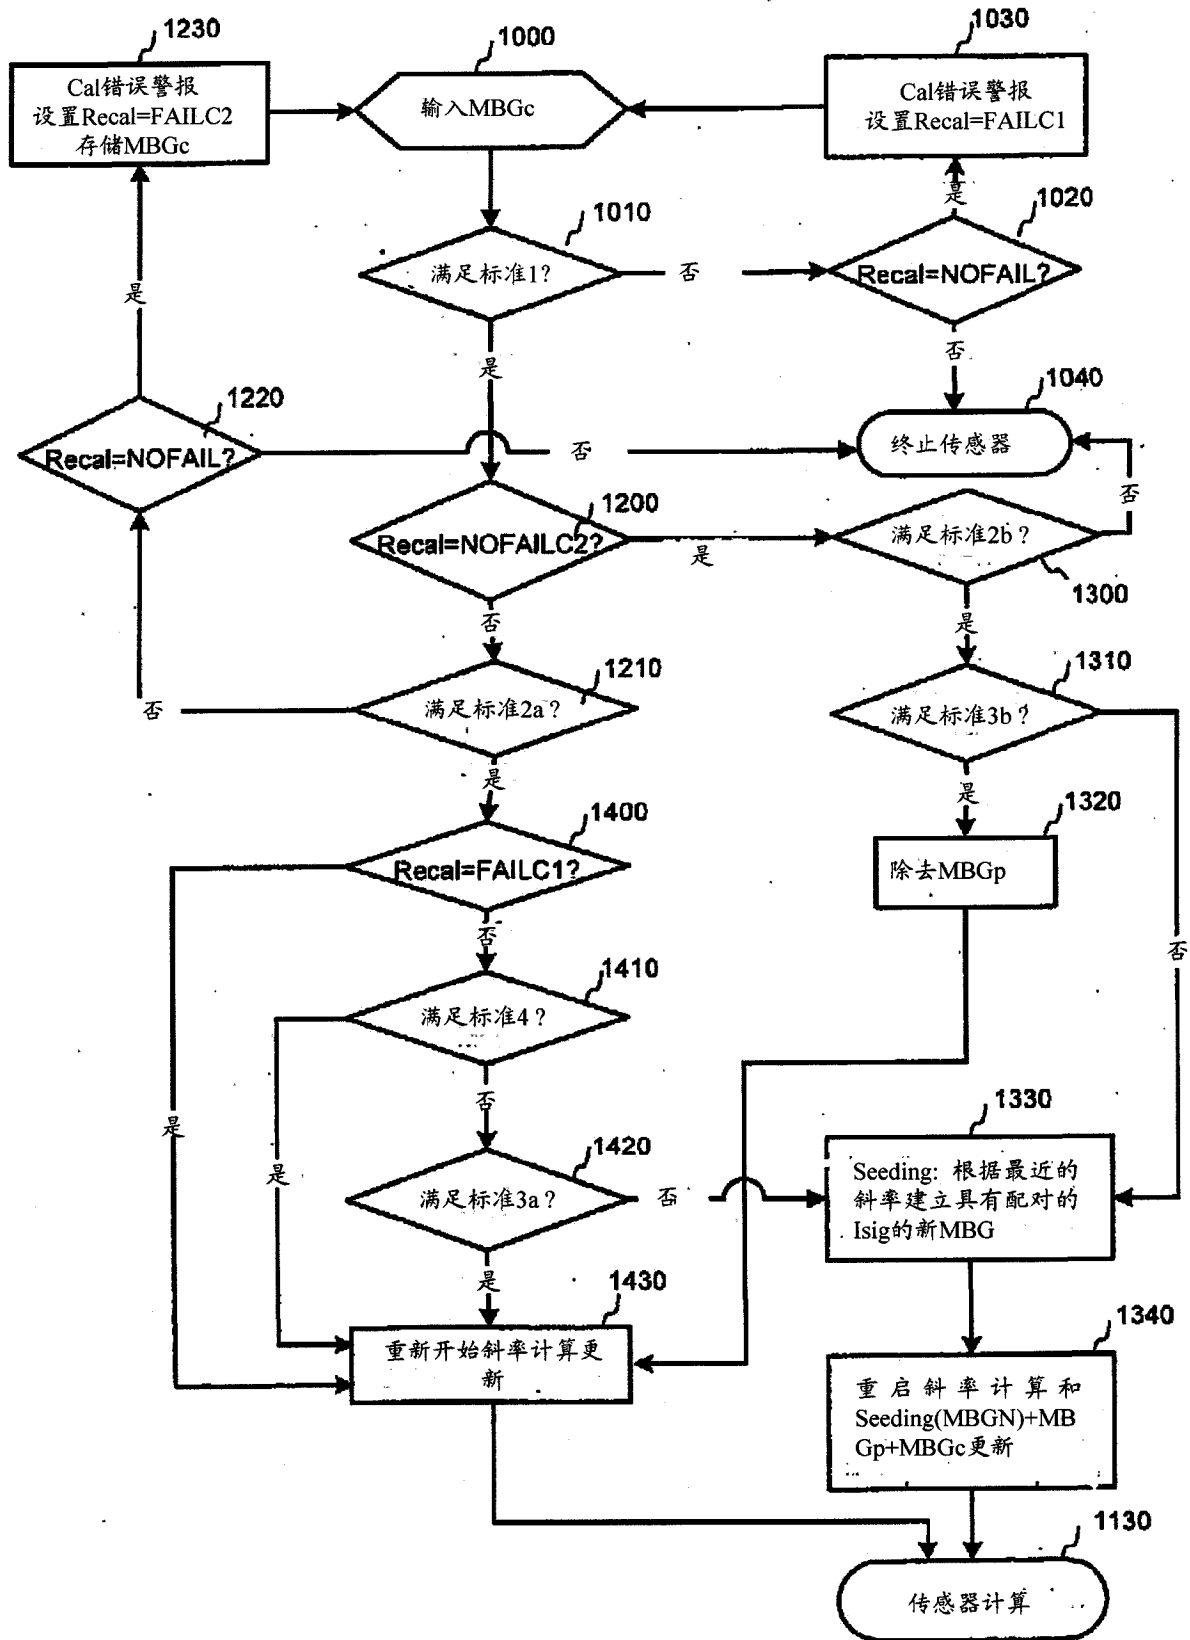 1230
1000
1030
Cal错误警报
设置Recal=FAILC2
存储MBGc
输入MBGc
Cal错误警报
设置Recal=FAILC1
是
1020
1010
满足标准1?
否
Recal=NOFAIL?
是
是
否
1040
1220
Recal=NOFAIL?
否
终止传感器
否
1200
Recal=NOFAILC2?
是
满足标准2b?
1300
否
是
1210
1310
否
满足标准2a?
满足标准3b?
是
是
1400
1320
Recal=FAILC1?
除去MBGp
否
否
1410
满足标准4?
否
1330
是
是
1420
满足标准3a?
否
Seeding: 根据最近的
斜率建立具有配对的
Isig的新MBG
是
1430
1340
重新开始斜率计算更
新
重启斜率计算和
Seeding(MBGN)+MB
Gp+MBGc更新
1130
传感器计算